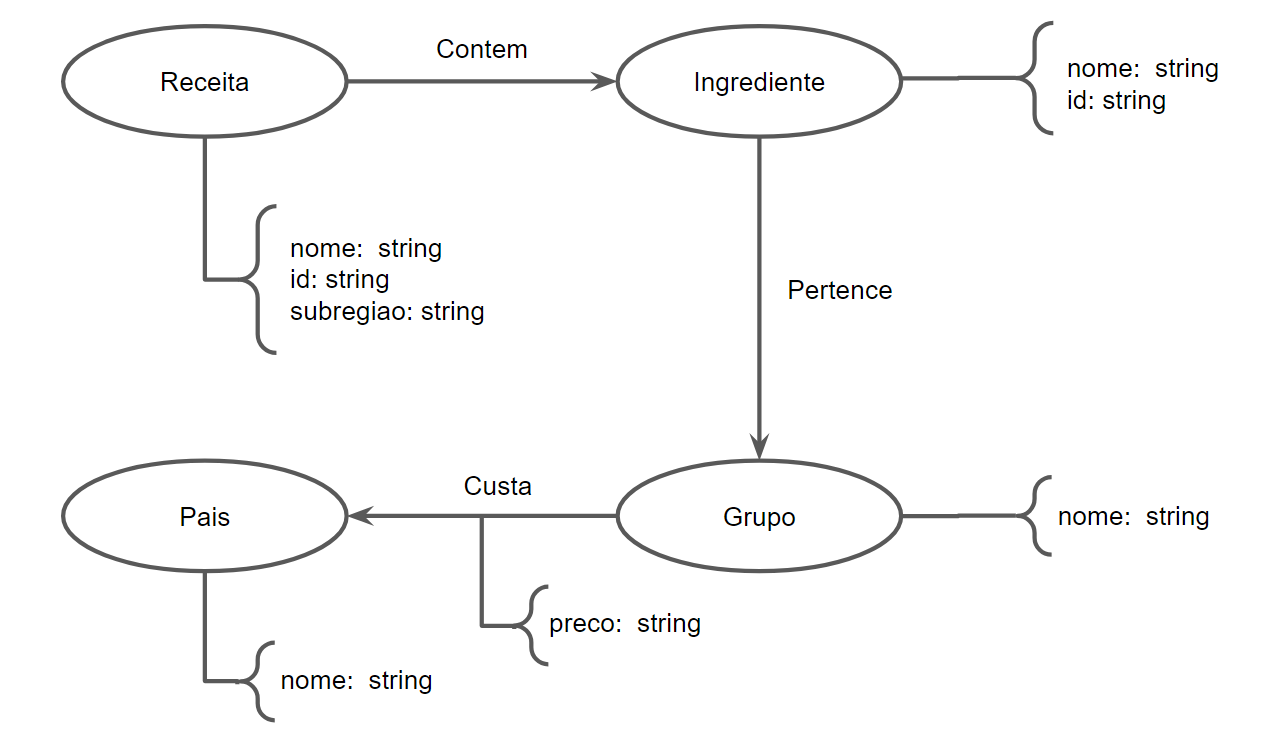 Contem
Receita
Ingrediente
nome:  string
id: string
nome:  string
id: string
subregiao: string
Pertence
Custa
Pais
Grupo
nome:  string
preco:  string
nome:  string